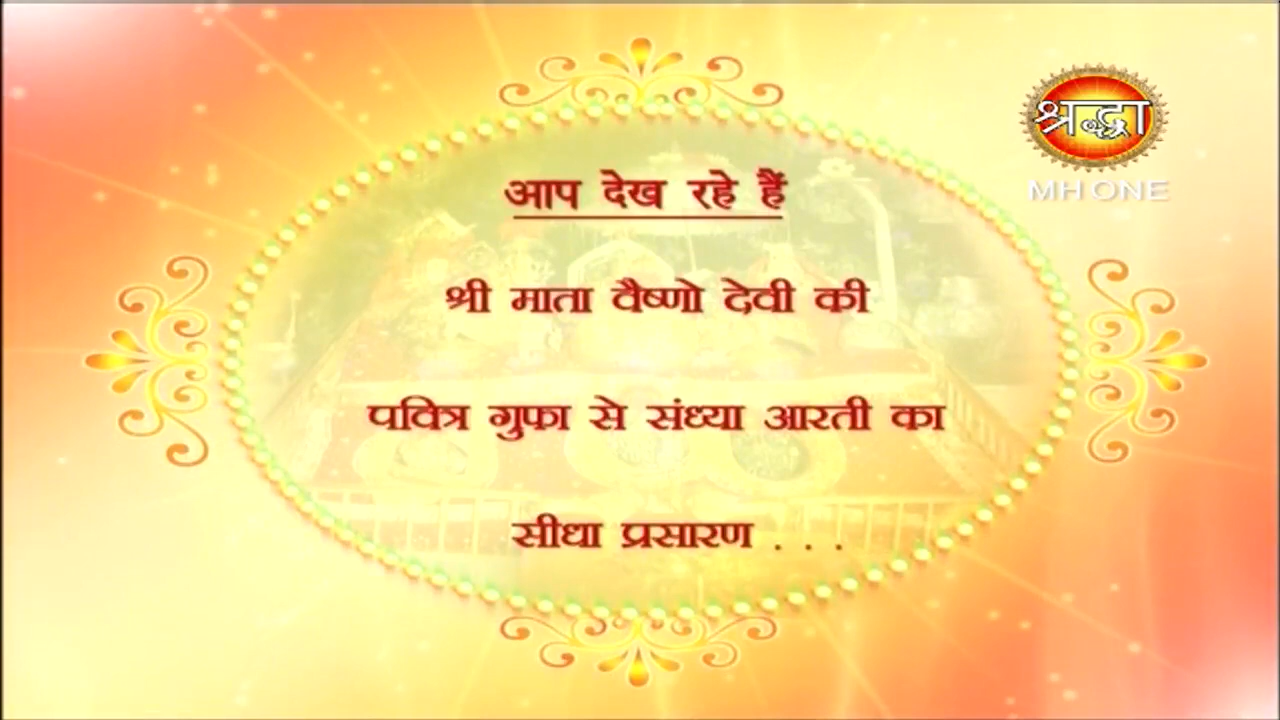 श्रद्धा
MH ONE
आप देख रहे हैं
श्री माता वैष्णो देवी की
पवित्र गुफा से संध्या आरती का
सीधा प्रसारण . . .